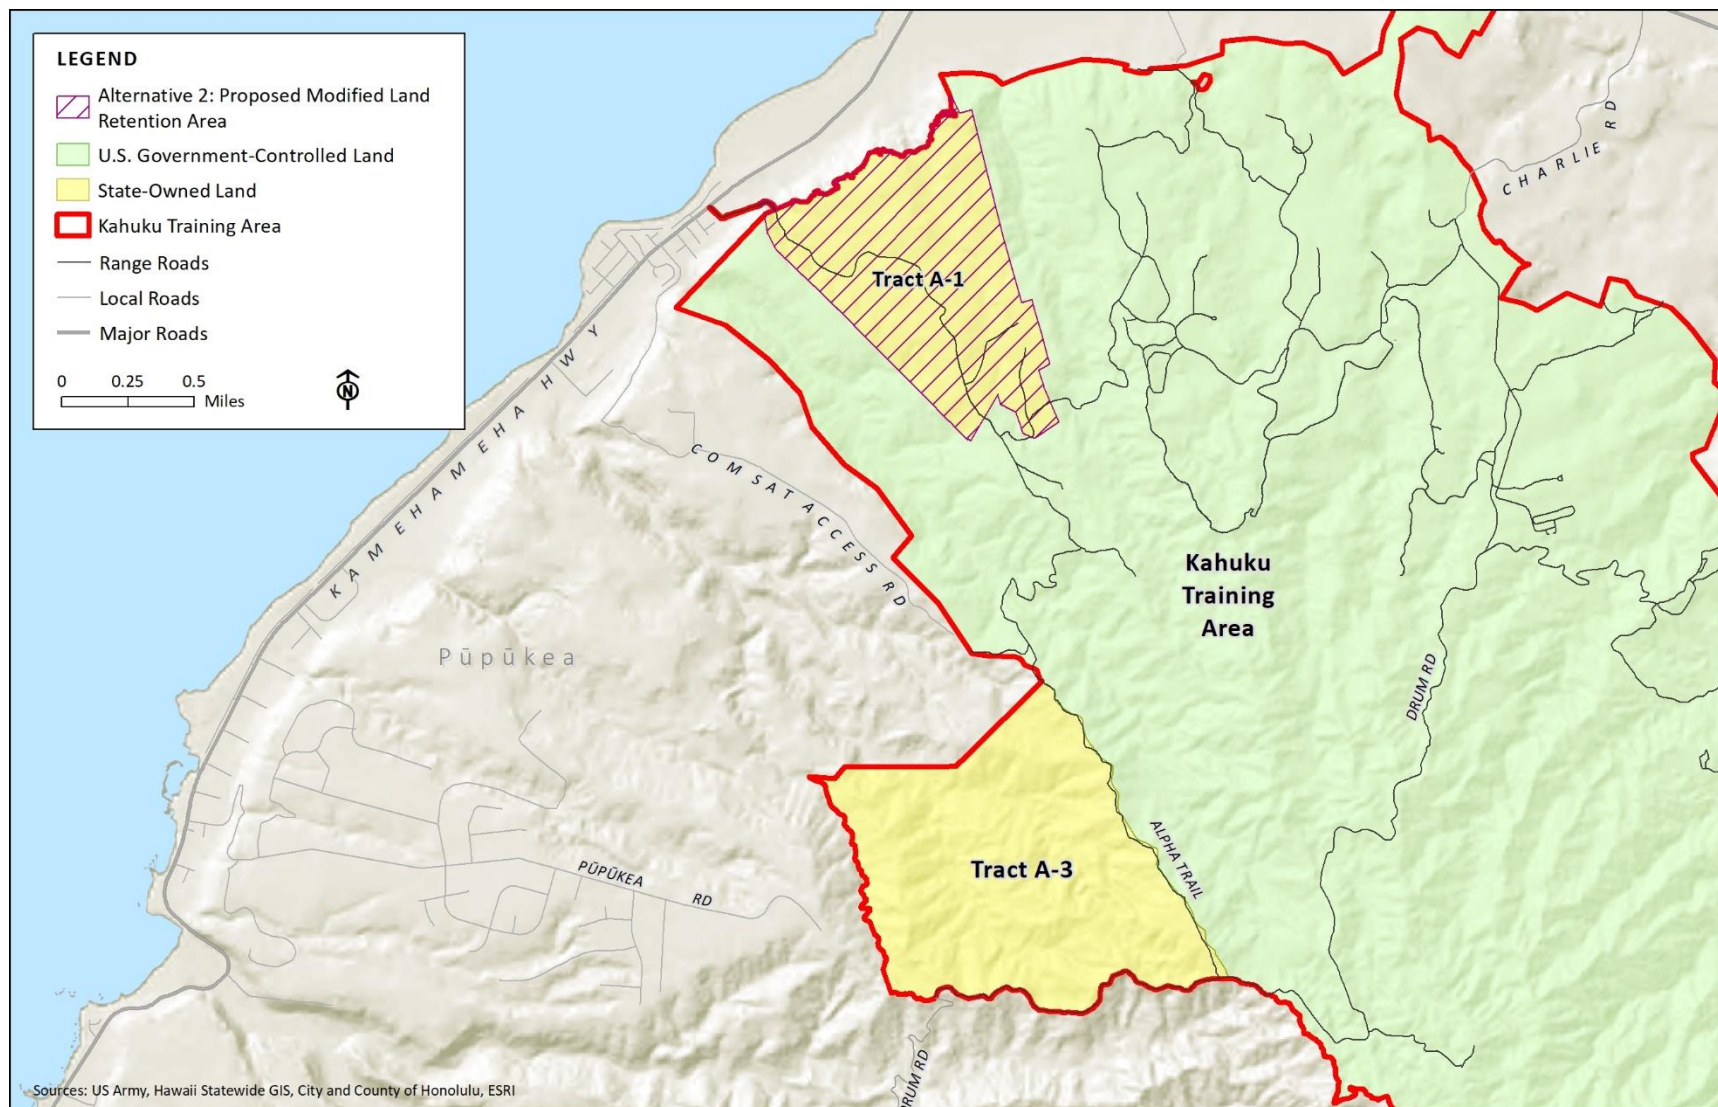 LEGEND
Alternative 2: Proposed Modified Land
Retention Area
U.S. Government-Controlled Land
State-Owned Land
Kahuku Training Area
Range Roads
Local Roads
Major Roads
0 0.25 0.5
Miles
N
CHARLIE RD
Tract A-1
KAMEHAMEHA HWY
COMSAT ACCESS RD
Kahuku
Training
Area
Pūpūkea
DRUM RD
ALPHA TRAIL
Tract A-3
PŪPŪKEA RD
DRUM RD
Sources: US Army, Hawaii Statewide GIS, City and County of Honolulu, ESRI